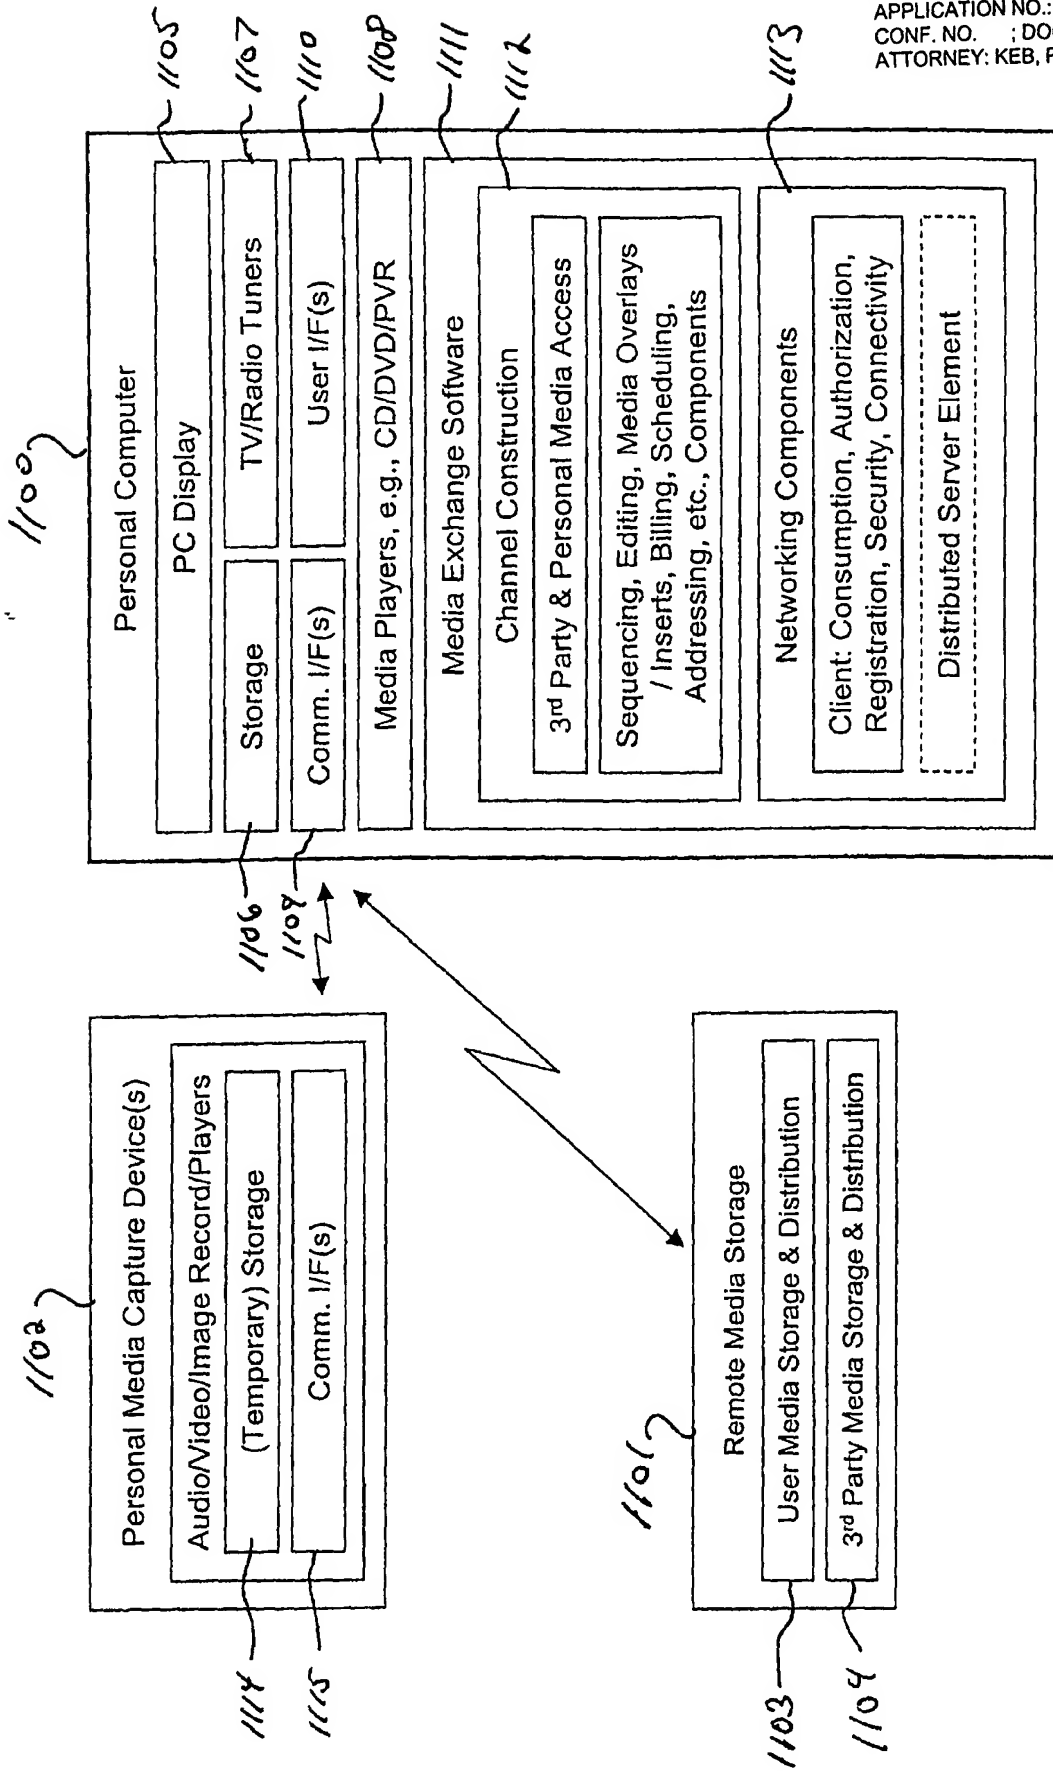 APPLICATION NO.:
CONF. NO. ; DO
ATTORNEY: KEB,
1100
Personal Computer
1105
PC Display
1106
Storage
TV/Radio Tuners
1107
1109
Comm. I/F(s)
User I/F(s)
1110
Media Players, e.g., CD/DVD/PVR
1108
Media Exchange Software
1111
Channel Construction
1112
3rd Party & Personal Media Access
Sequencing, Editing, Media Overlays
/ Inserts, Billing, Scheduling,
Addressing, etc., Components
Networking Components
1113
Client: Consumption, Authorization,
Registration, Security, Connectivity
Distributed Server Element
1102
Personal Media Capture Device(s)
Audio/Video/Image Record/Players
1114
(Temporary) Storage
1115
Comm. I/F(s)
1101
Remote Media Storage
1103
User Media Storage & Distribution
1104
3rd Party Media Storage & Distribution